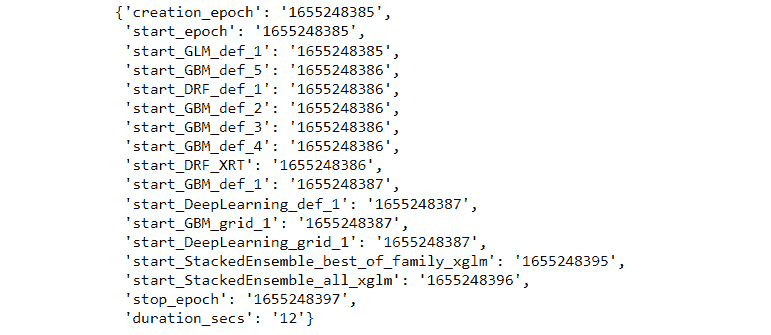 {'creation_epoch': '1655248385',
'start_epoch': '1655248385',
'start_GLM_def_1': '1655248385',
'start_GBM_def_5': '1655248386',
'start_DRF_def_1': '1655248386',
'start_GBM_def_2': '1655248386',
'start_GBM_def_3': '1655248386',
'start_GBM_def_4': '1655248386',
'start_DRF_XRT': '1655248386',
'start_GBM_def_1': '1655248387',
'start_DeepLearning_def_1': '1655248387',
'start_GBM_grid_1': '1655248387',
'start_DeepLearning_grid_1': '1655248387',
'start_StackedEnsemble_best_of_family_xglm': '1655248395',
'start_StackedEnsemble_all_xglm': '1655248396',
'stop_epoch': '1655248397',
'duration_secs': '12'}